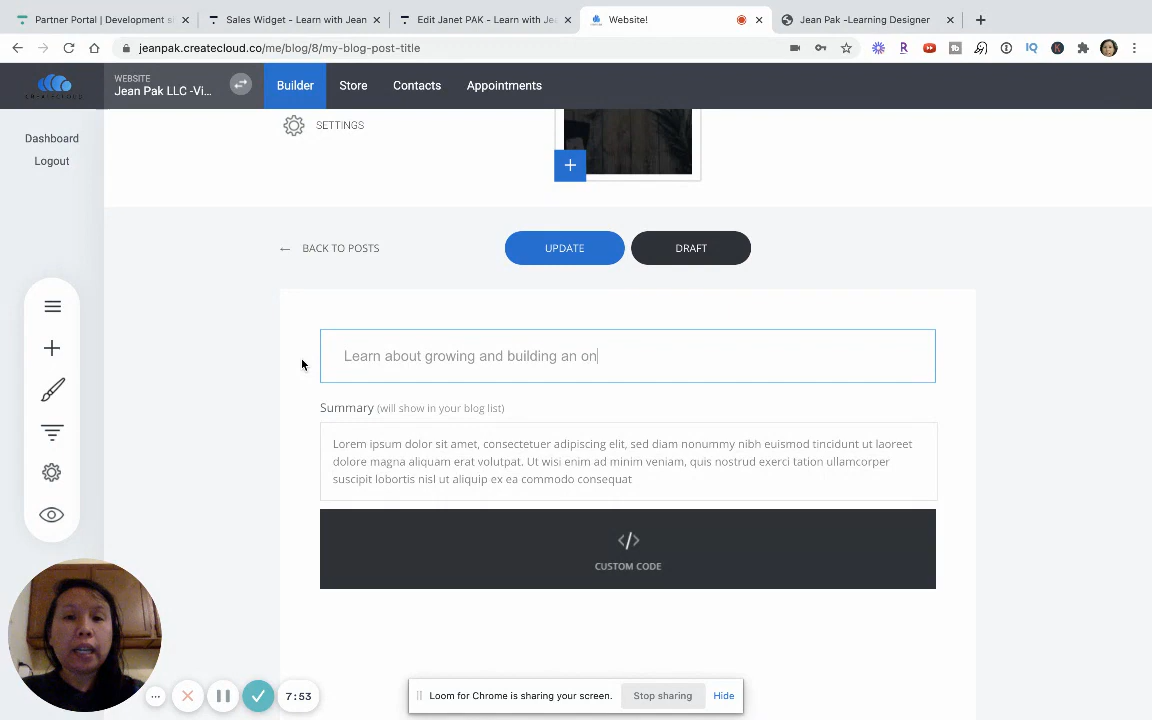 Partner Portal | Development si
Sales Widget - Learn with Jean
Edit Janet PAK - Learn with Je
Website!
Jean Pak -Learning Designer
jeanpak.createcloud.co/me/blog/8/my-blog-post-title
CREATECLOUD
WEBSITE
Jean Pak LLC -Vi...
Builder
Store
Contacts
Appointments
Dashboard
Logout
SETTINGS
← BACK TO POSTS
UPDATE
DRAFT
Learn about growing and building an on
Summary (will show in your blog list)
Lorem ipsum dolor sit amet, consectetuer adipiscing elit, sed diam nonummy nibh euismod tincidunt ut laoreet
dolore magna aliquam erat volutpat. Ut wisi enim ad minim veniam, quis nostrud exerci tation ullamcorper
suscipit lobortis nisl ut aliquip ex ea commodo consequat
</>
CUSTOM CODE
7:53
Loom for Chrome is sharing your screen.
Stop sharing
Hide